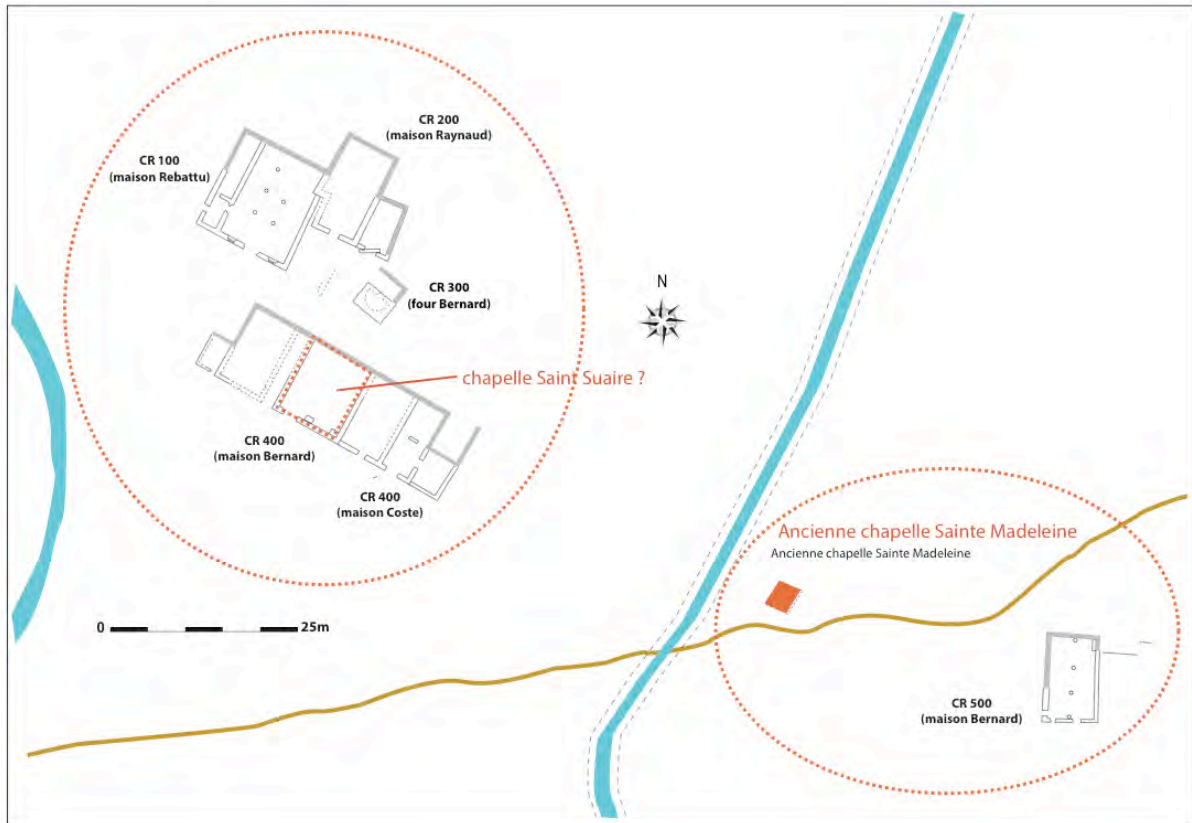 CR 200
(maison Raynaud)
CR 100
(maison Rebattu)
N
CR 300
(four Bernard)
chapelle Saint Suaire ?
CR 400
(maison Bernard)
CR 400
(maison Coste)
Ancienne chapelle Sainte Madeleine
Ancienne chapelle Sainte Madeleine
0 25m
CR 500
(maison Bernard)